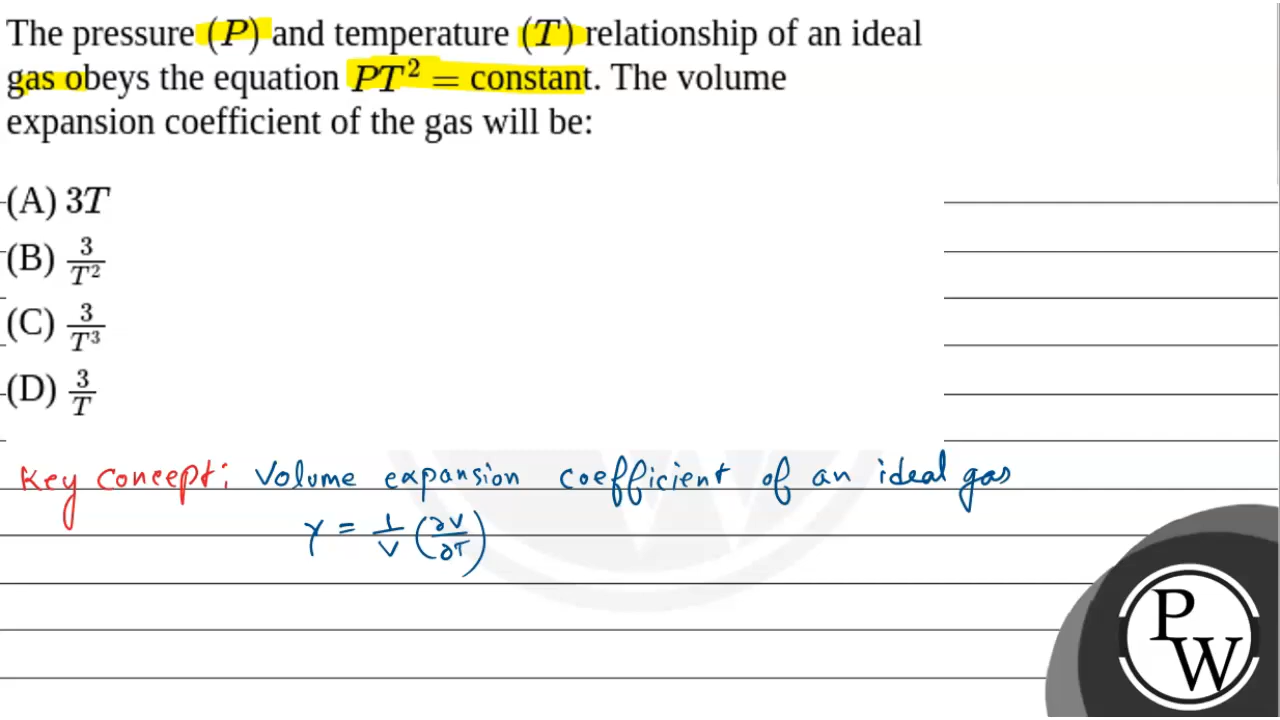 The pressure (P) and temperature (T) relationship of an ideal
gas obeys the equation PT² = constant. The volume
expansion coefficient of the gas will be:
(A) 3T
(B) 3/T²
(C) 3/T³
(D) 3/T
Key concept: Volume expansion coefficient of an ideal gas
γ = 1/V (∂V/∂T)
P
W